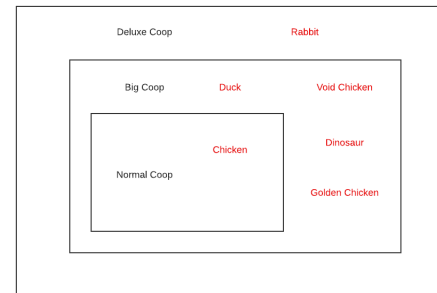 Deluxe Coop
Rabbit
Big Coop
Duck
Void Chicken
Chicken
Dinosaur
Normal Coop
Golden Chicken